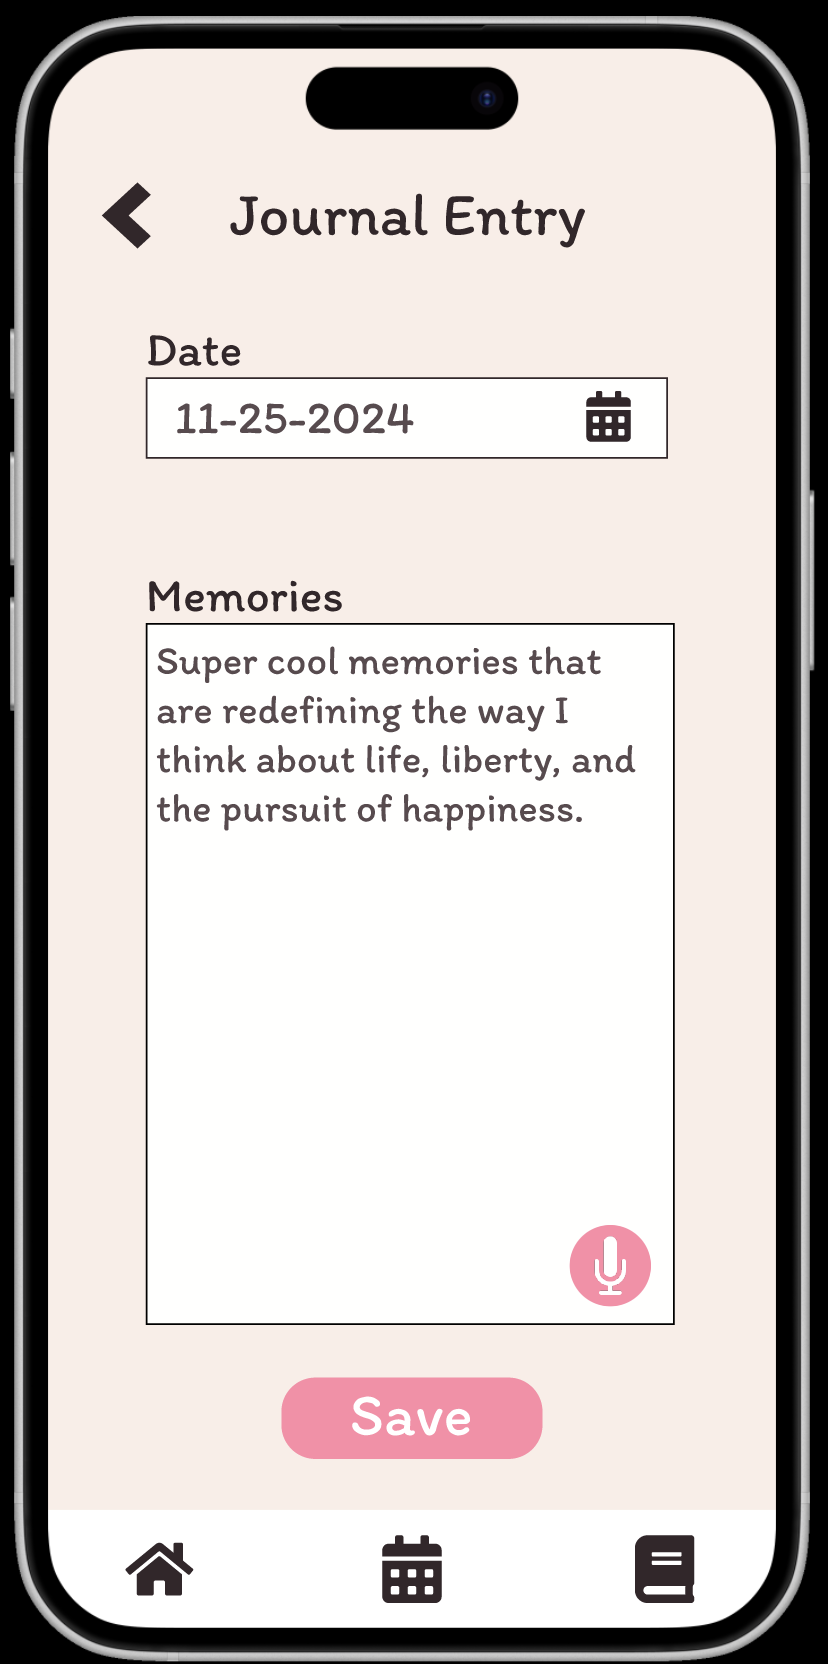 Journal Entry
Date
11-25-2024
Memories
Super cool memories that
are redefining the way I
think about life, liberty, and
the pursuit of happiness.
Save